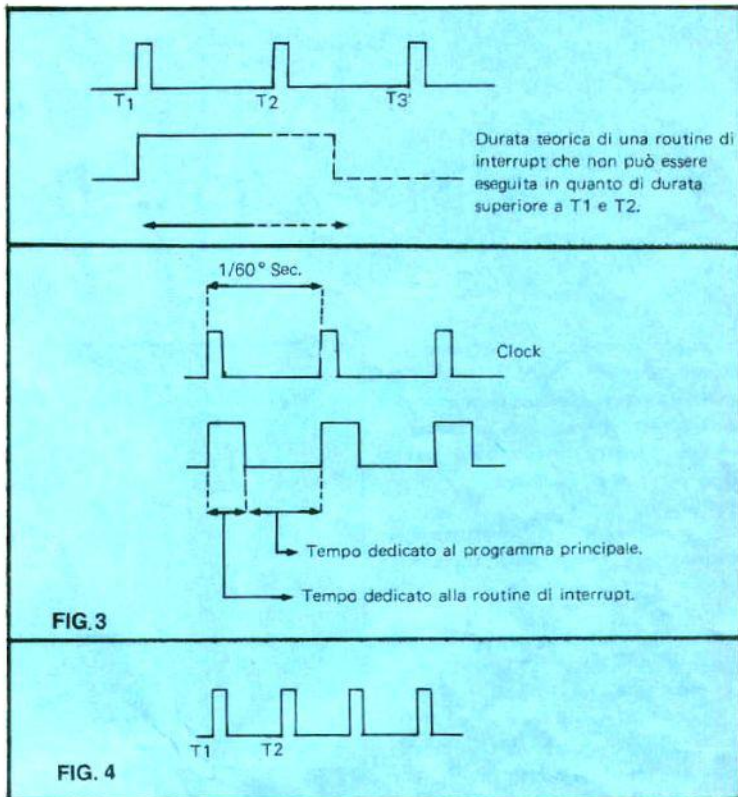 T1 T2 T3'
Durata teorica di una routine di
interrupt che non può essere
eseguita in quanto di durata
superiore a T1 e T2.
1/60° Sec.
Clock
Tempo dedicato al programma principale.
Tempo dedicato alla routine di interrupt.
FIG.3
T1 T2
FIG. 4